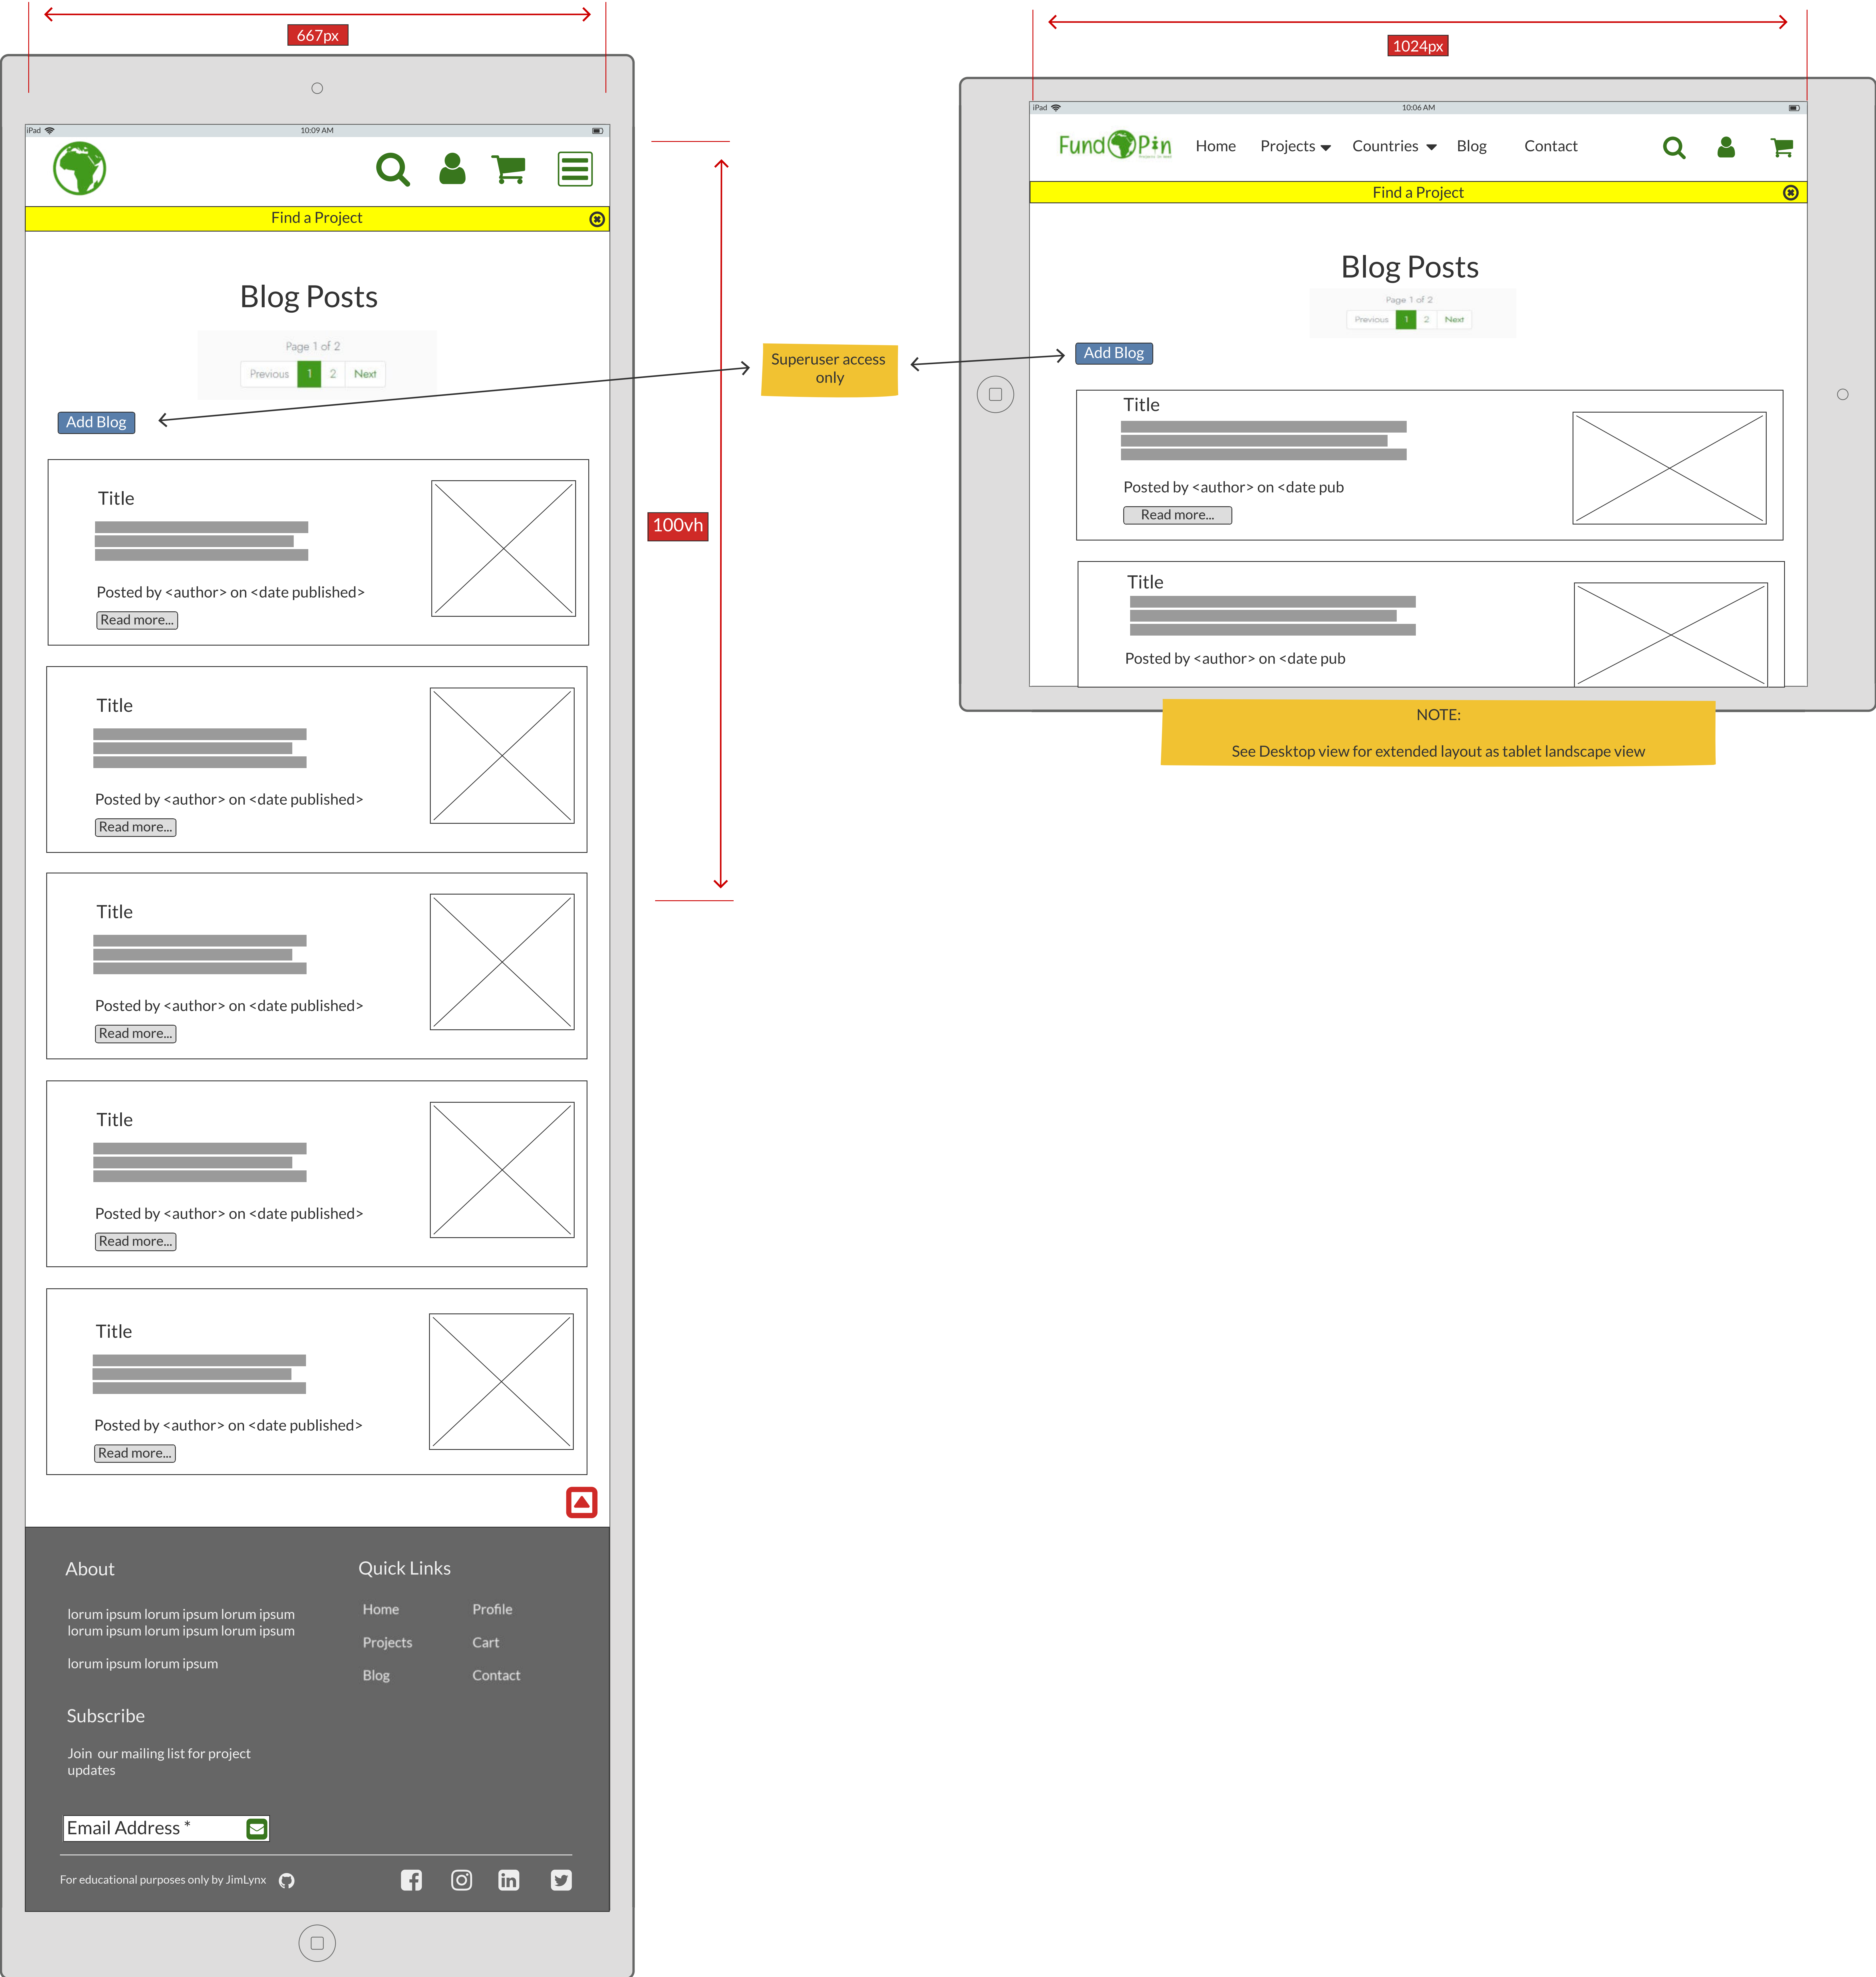 667px
iPad
10:09 AM
Find a Project
Blog Posts
Page 1 of 2
Previous 1 2 Next
Add Blog
Title
Posted by <author> on <date published>
Read more...
Title
Posted by <author> on <date published>
Read more...
Title
Posted by <author> on <date published>
Read more...
Title
Posted by <author> on <date published>
Read more...
Title
Posted by <author> on <date published>
Read more...
About
lorum ipsum lorum ipsum lorum ipsum
lorum ipsum lorum ipsum lorum ipsum
lorum ipsum lorum ipsum
Quick Links
Home Profile
Projects Cart
Blog Contact
Subscribe
Join our mailing list for project
updates
Email Address *
For educational purposes only by JimLynx
100vh
Superuser access
only
1024px
iPad
10:06 AM
Fund Pin
Home Projects Countries Blog Contact
Find a Project
Blog Posts
Page 1 of 2
Previous 1 2 Next
Add Blog
Title
Posted by <author> on <date pub
Read more...
Title
Posted by <author> on <date pub
NOTE:
See Desktop view for extended layout as tablet landscape view